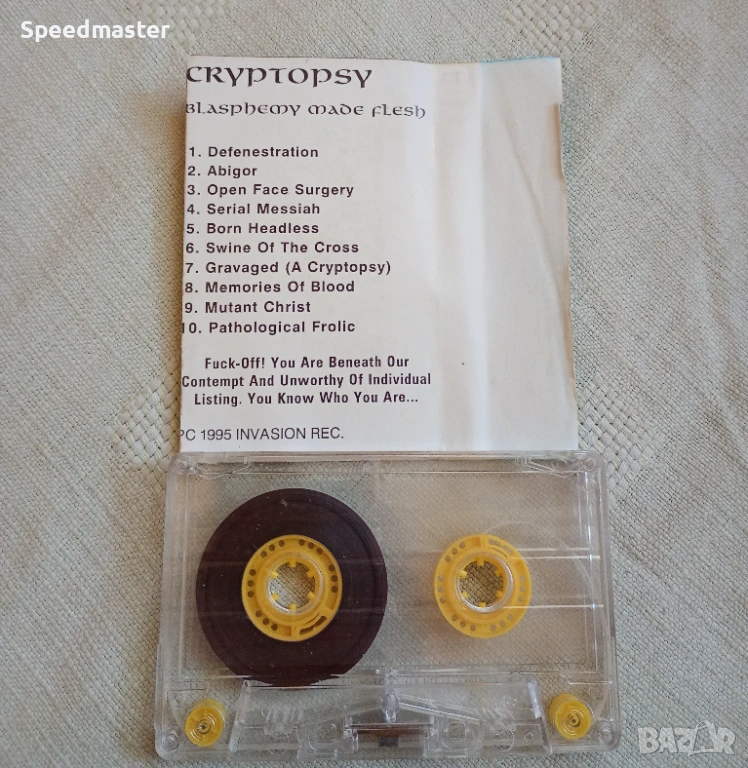 Speedmaster
CRYPTOPSY
Blasphemy made flesh
1. Defenestration
2. Abigor
3. Open Face Surgery
4. Serial Messiah
5. Born Headless
6. Swine Of The Cross
7. Gravaged (A Cryptopsy)
8. Memories Of Blood
9. Mutant Christ
10. Pathological Frolic
Fuck-Off! You Are Beneath Our
Contempt And Unworthy Of Individual
Listing. You Know Who You Are...
PC 1995 INVASION REC.
BAZAR